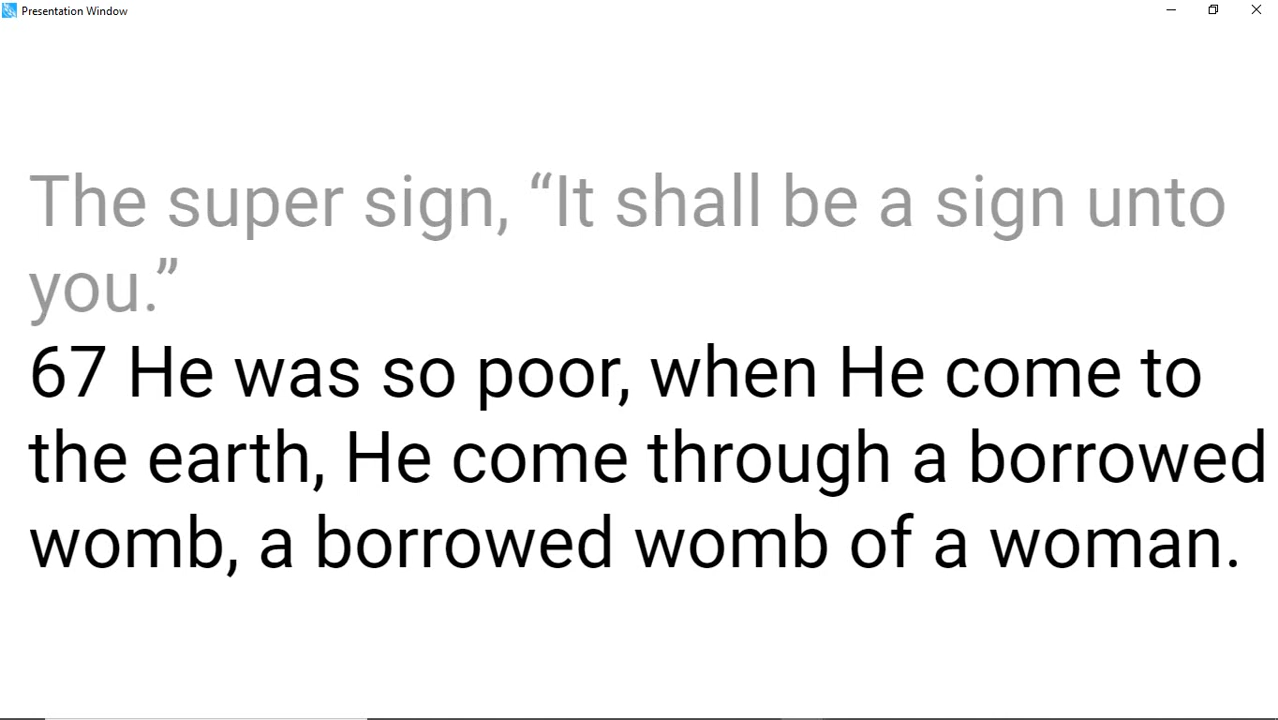 Presentation Window
The super sign, “It shall be a sign unto
you.”
67 He was so poor, when He come to
the earth, He come through a borrowed
womb, a borrowed womb of a woman.